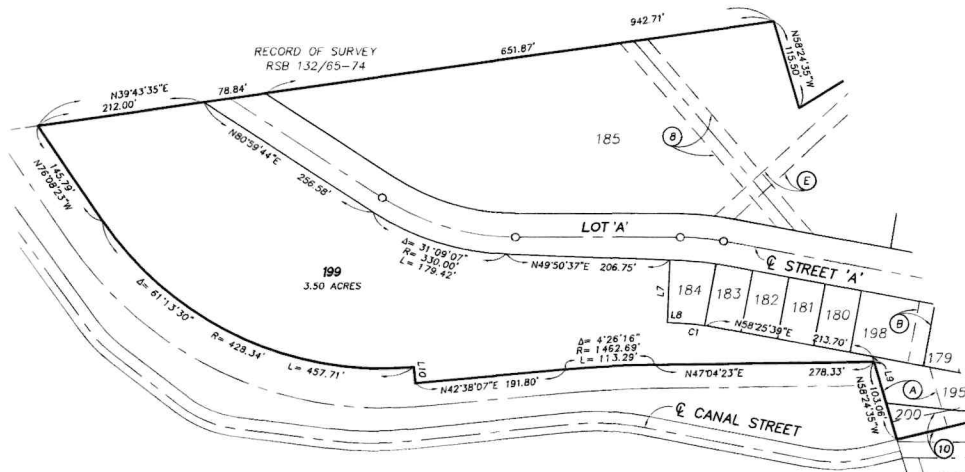 942.71'
651.87'
RECORD OF SURVEY
RSB 132/65-74
N58°24'35"W
115.50'
N39°43'35"E
212.00'
78.84'
185
8
E
N80°59'44"E
256.58'
145.79'
N76°08'23"W
LOT 'A'
℄ STREET 'A'
Δ= 31°09'07"
R= 330.00'
L= 179.42'
N49°50'37"E 206.75'
199
3.50 ACRES
L7
184
183
182
181
180
198
B
179
L8
C1
N58°25'39"E
213.70'
Δ= 61°13'30"
R= 428.34'
L= 457.71'
Δ= 4°26'16"
R= 1462.69'
L= 113.29'
L10
N42°38'07"E 191.80'
N47°04'23"E
278.33'
L9
A
195
103.06'
N58°24'35"W
200
10
℄ CANAL STREET